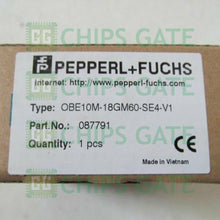 CHIPS GATE
PEPPERL+FUCHS
Internet: http://www.pepperl-fuchs.com
Type: OBE10M-18GM60-SE4-V1
Part.No.: 087791
Quantity: 1 pcs
Made in Vietnam